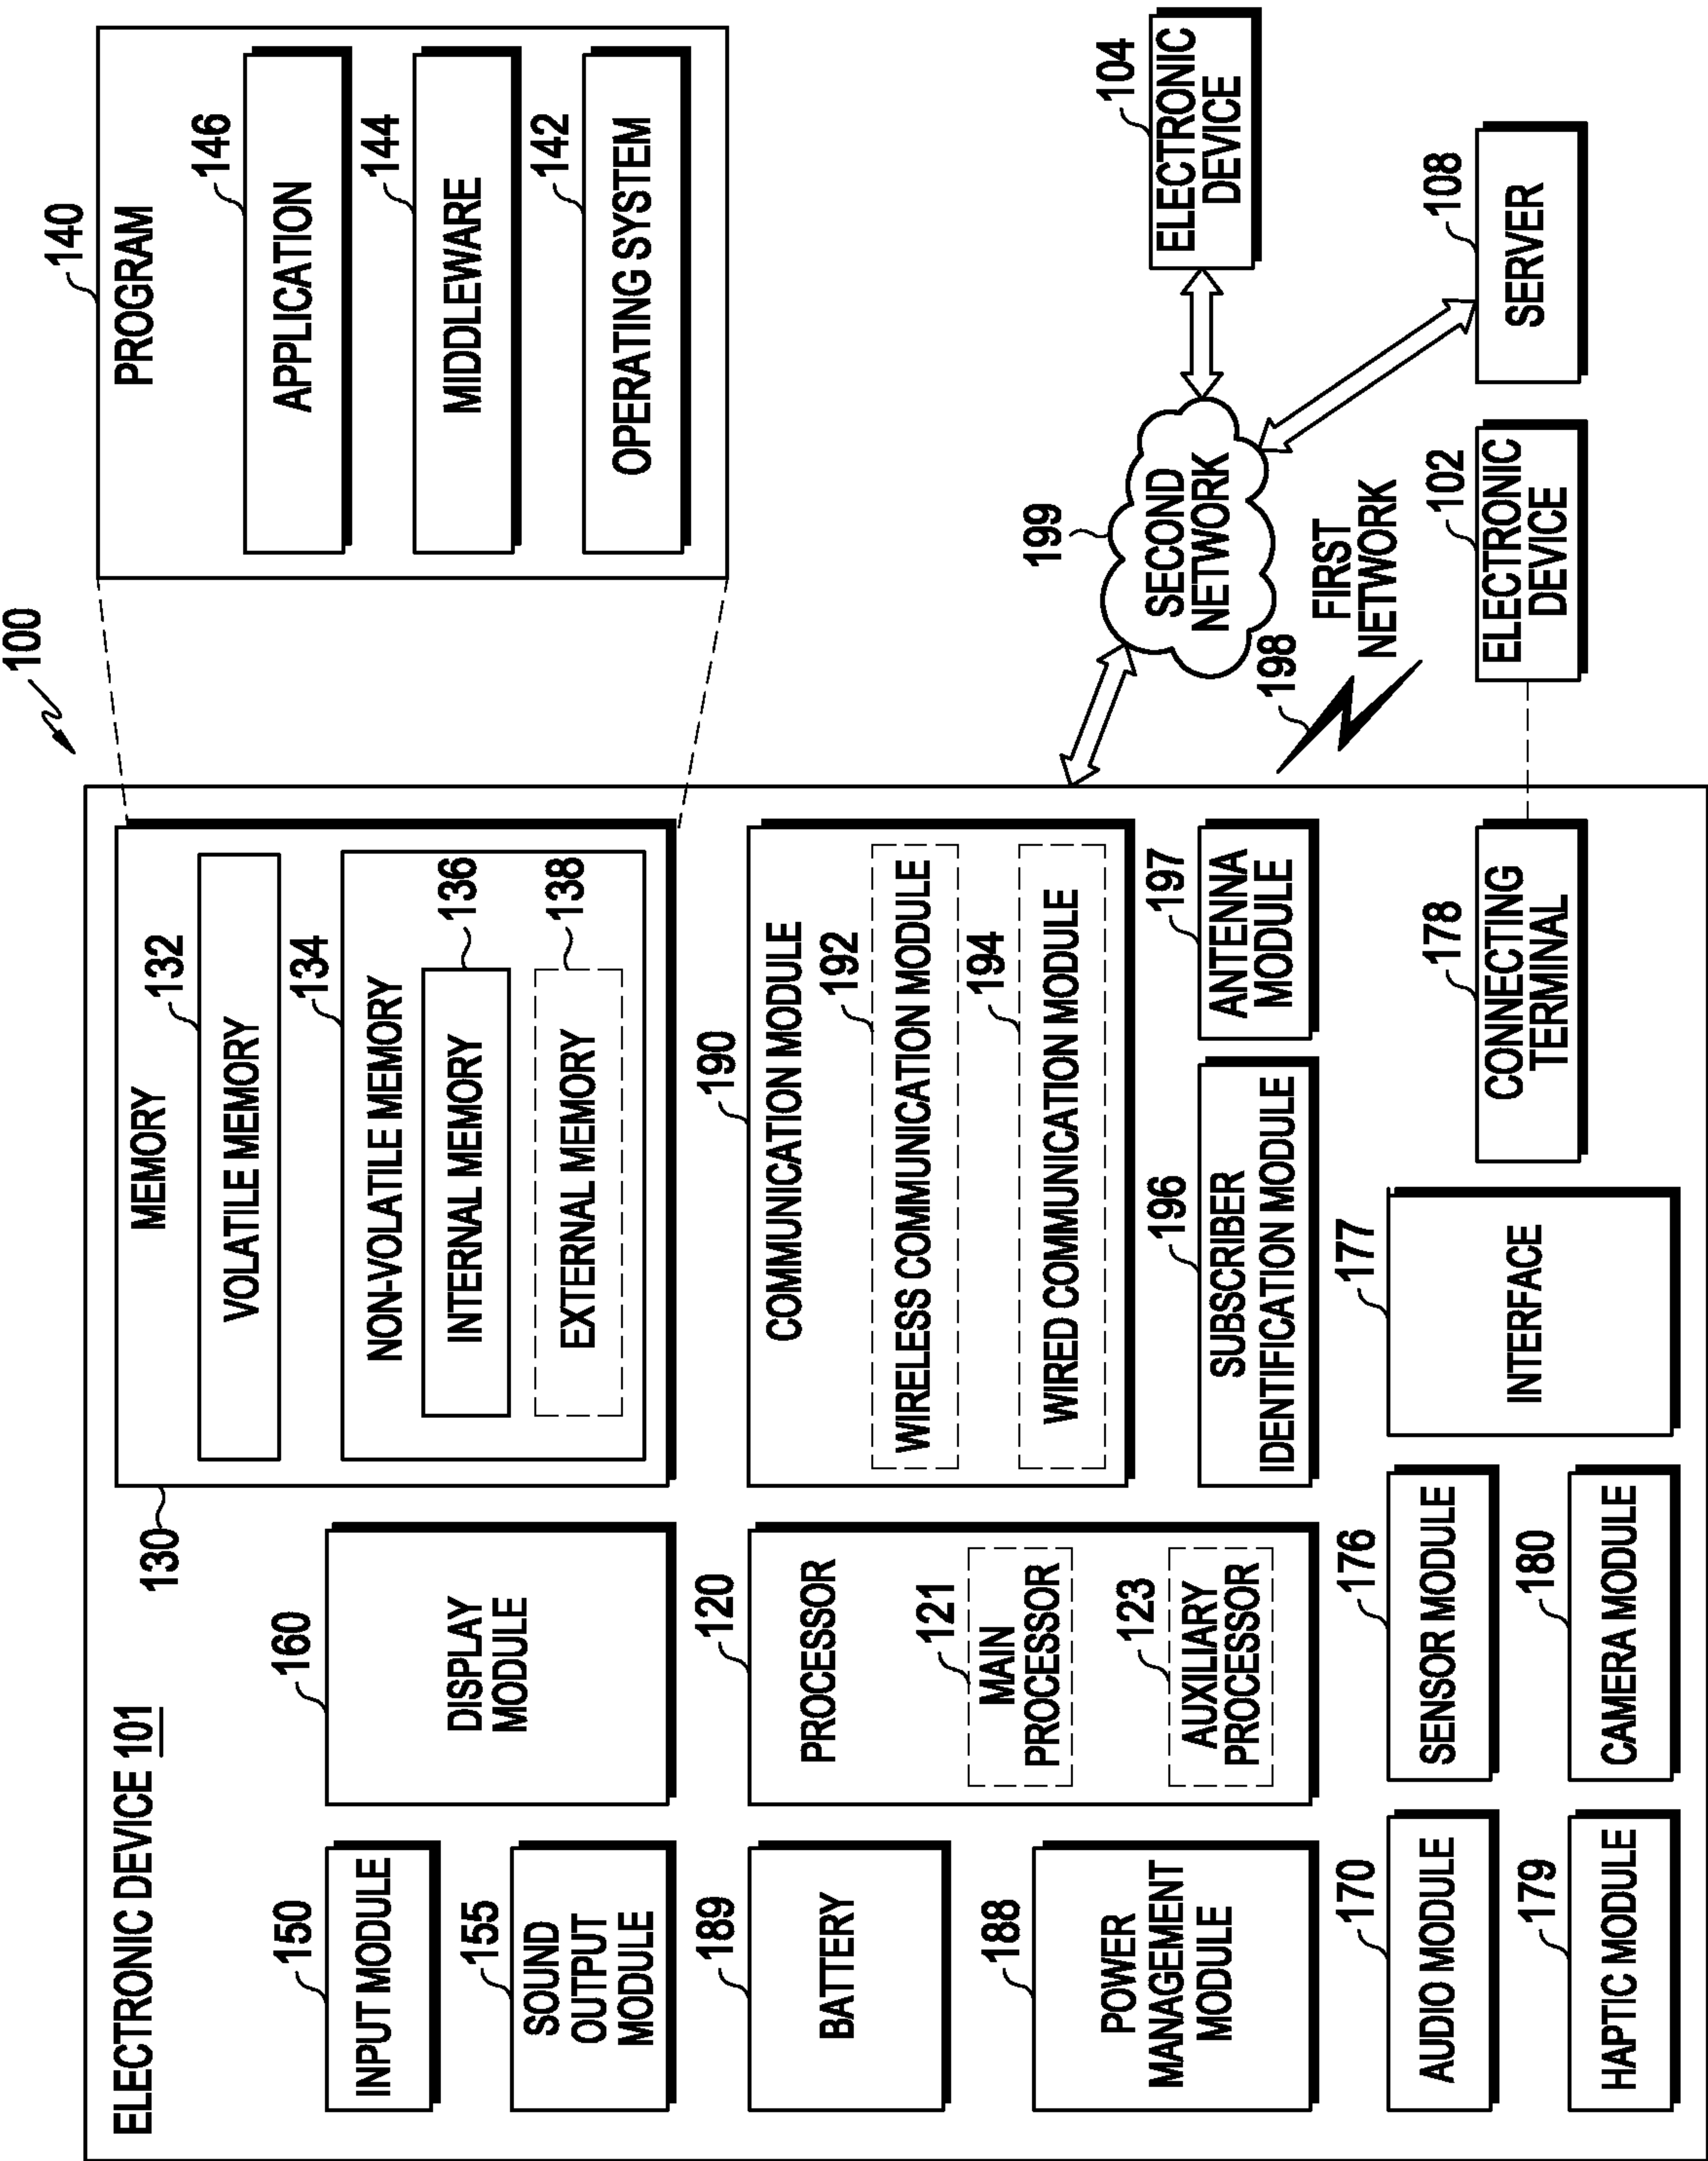 100
ELECTRONIC DEVICE 101
140
PROGRAM
146
APPLICATION
144
MIDDLEWARE
142
OPERATING SYSTEM
130
MEMORY
132
VOLATILE MEMORY
134
NON-VOLATILE MEMORY
136
INTERNAL MEMORY
138
EXTERNAL MEMORY
150
INPUT MODULE
155
SOUND
OUTPUT
MODULE
160
DISPLAY
MODULE
189
BATTERY
188
POWER
MANAGEMENT
MODULE
120
PROCESSOR
121
MAIN
PROCESSOR
123
AUXILIARY
PROCESSOR
190
COMMUNICATION MODULE
192
WIRELESS COMMUNICATION MODULE
194
WIRED COMMUNICATION MODULE
196
SUBSCRIBER
IDENTIFICATION MODULE
197
ANTENNA
MODULE
170
AUDIO MODULE
179
HAPTIC MODULE
176
SENSOR MODULE
180
CAMERA MODULE
177
INTERFACE
178
CONNECTING
TERMINAL
199
SECOND
NETWORK
198
FIRST
NETWORK
104
ELECTRONIC
DEVICE
108
SERVER
102
ELECTRONIC
DEVICE